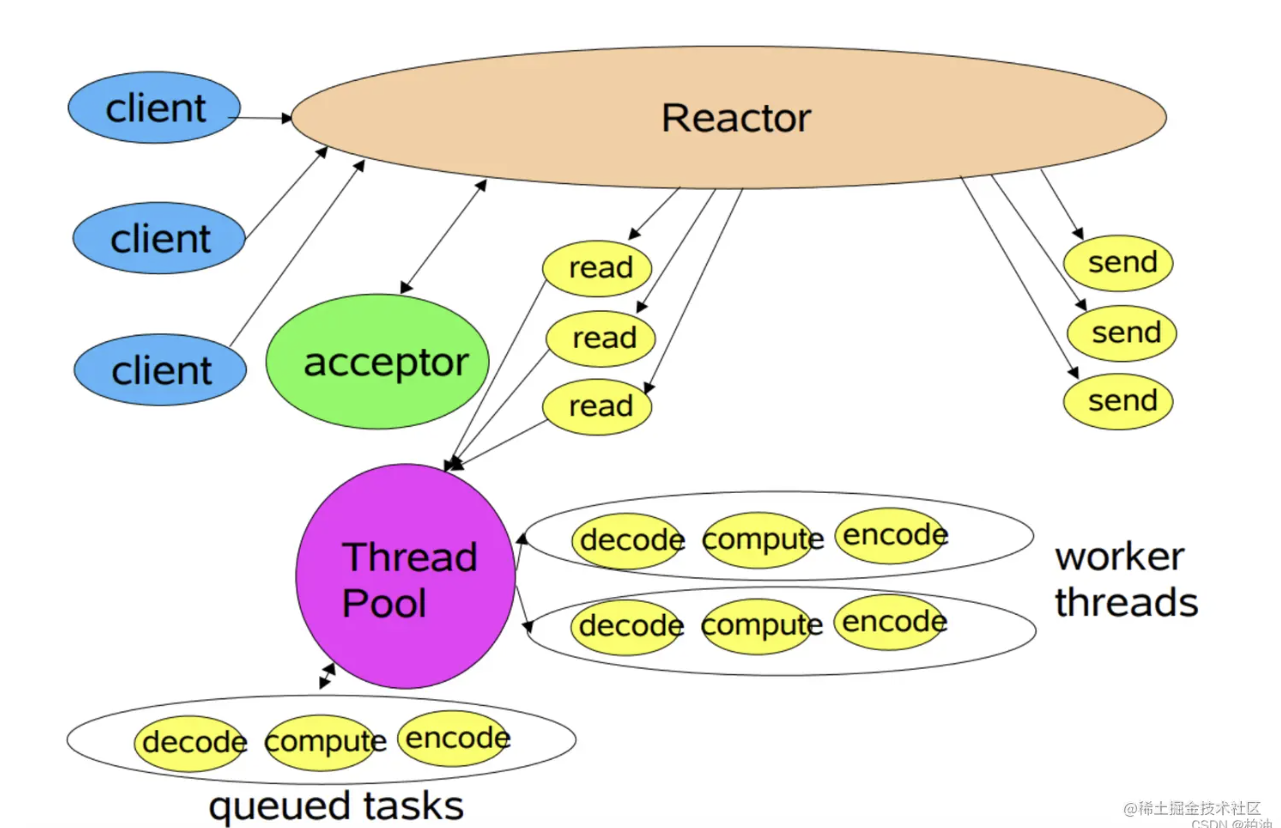 client
Reactor
client
client
acceptor
read
read
read
send
send
send
Thread
Pool
decode compute encode
decode compute encode
worker
threads
decode compute encode
queued tasks
@稀土掘金技术社区
CSDN @柏油